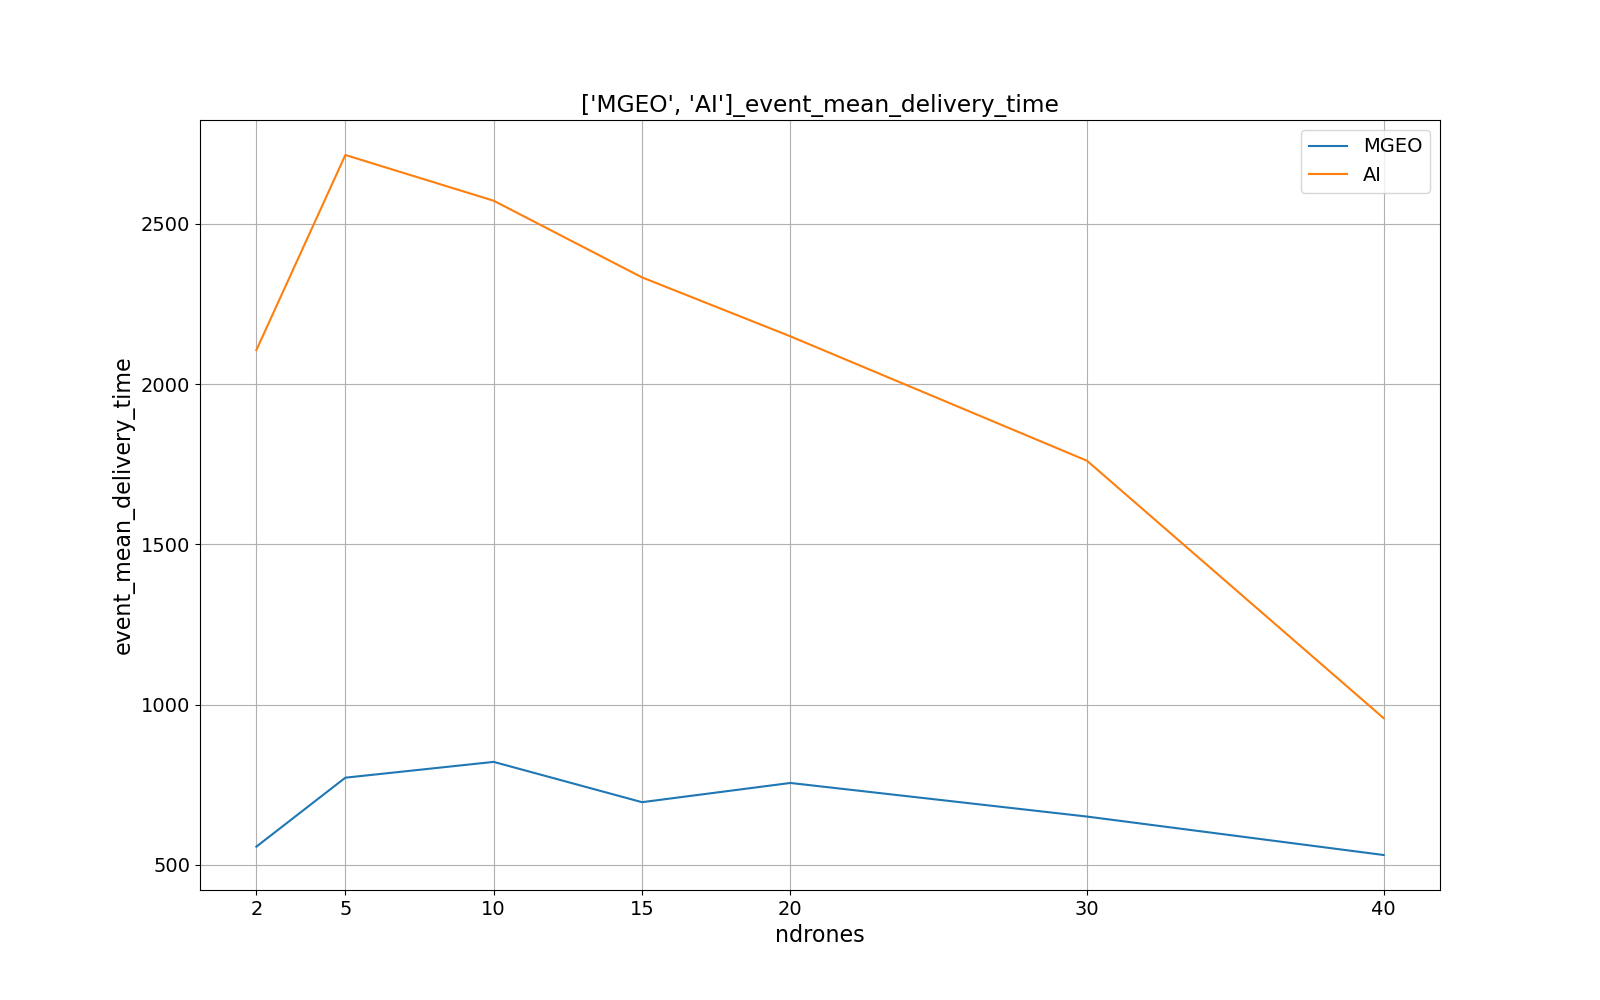 ['MGEO', 'AI']_event_mean_delivery_time
MGEO
AI
event_mean_delivery_time
2500
2000
1500
1000
500
2 5 10 15 20 30 40
ndrones